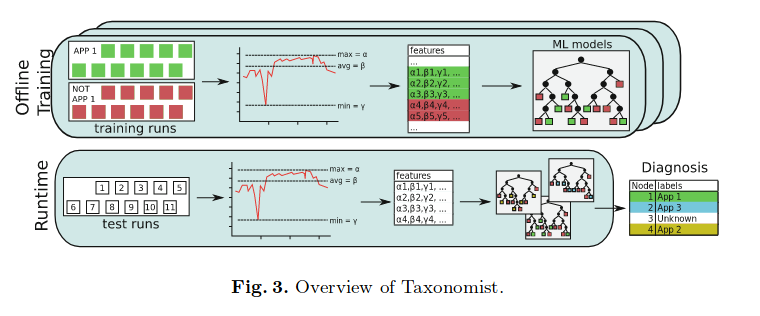 Offline
Training
APP 1
NOT
APP 1
training runs
max = α
avg = β
min = γ
features
...
α1,β1,γ1, ...
α2,β2,γ2, ...
α3,β3,γ3, ...
α4,β4,γ4, ...
α5,β5,γ5, ...
...
ML models
Runtime
1 2 3 4 5
6 7 8 9 10 11
test runs
max = α
avg = β
min = γ
features
α1,β1,γ1, ...
α2,β2,γ2, ...
α3,β3,γ3, ...
α4,β4,γ4, ...
Diagnosis
Node labels
1 App 1
2 App 3
3 Unknown
4 App 2
Fig. 3. Overview of Taxonomist.